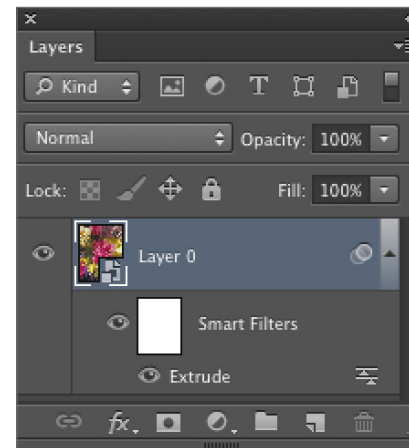 Layers
Kind
Normal Opacity: 100%
Lock: Fill: 100%
Layer 0
Smart Filters
Extrude